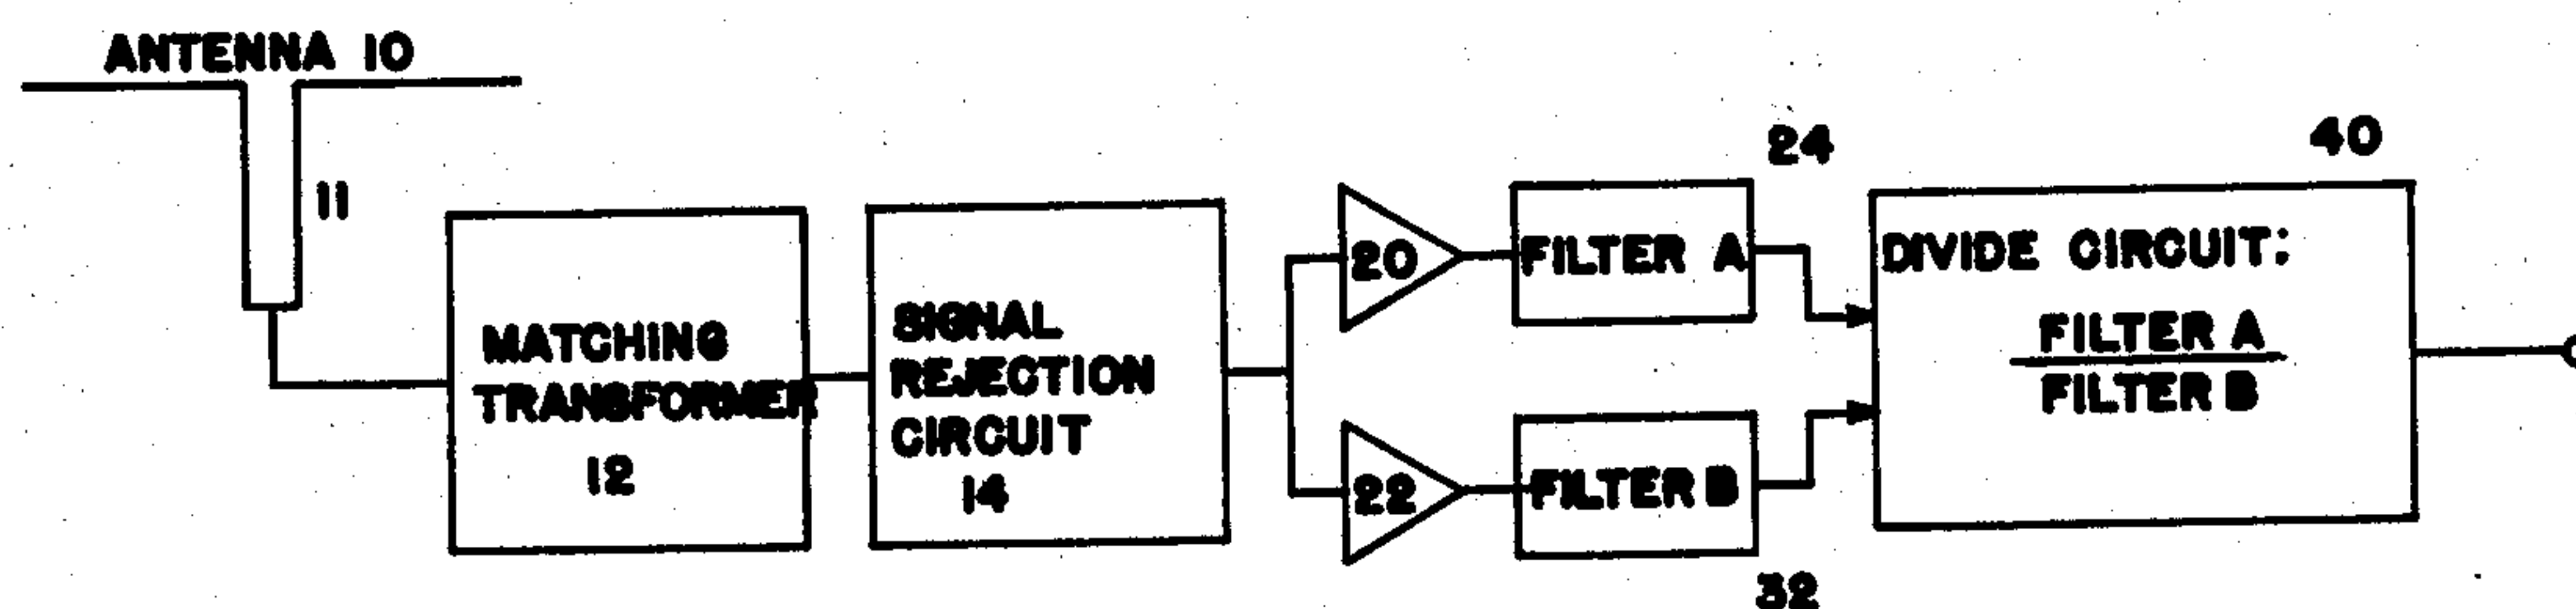 ANTENNA 10
11
MATCHING
TRANSFORMER
12
SIGNAL
REJECTION
CIRCUIT
14
20
22
24
FILTER A
FILTER B
32
40
DIVIDE CIRCUIT:
FILTER A
FILTER B